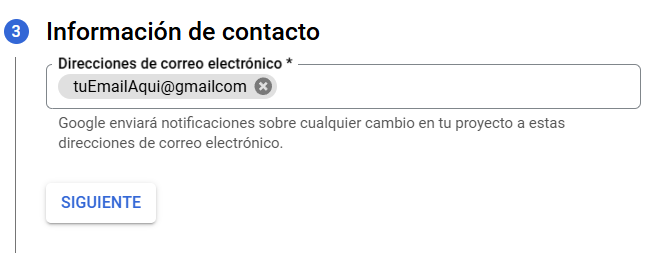 3 Información de contacto
Direcciones de correo electrónico *
tuEmailAqui@gmailcom
Google enviará notificaciones sobre cualquier cambio en tu proyecto a estas
direcciones de correo electrónico.
SIGUIENTE